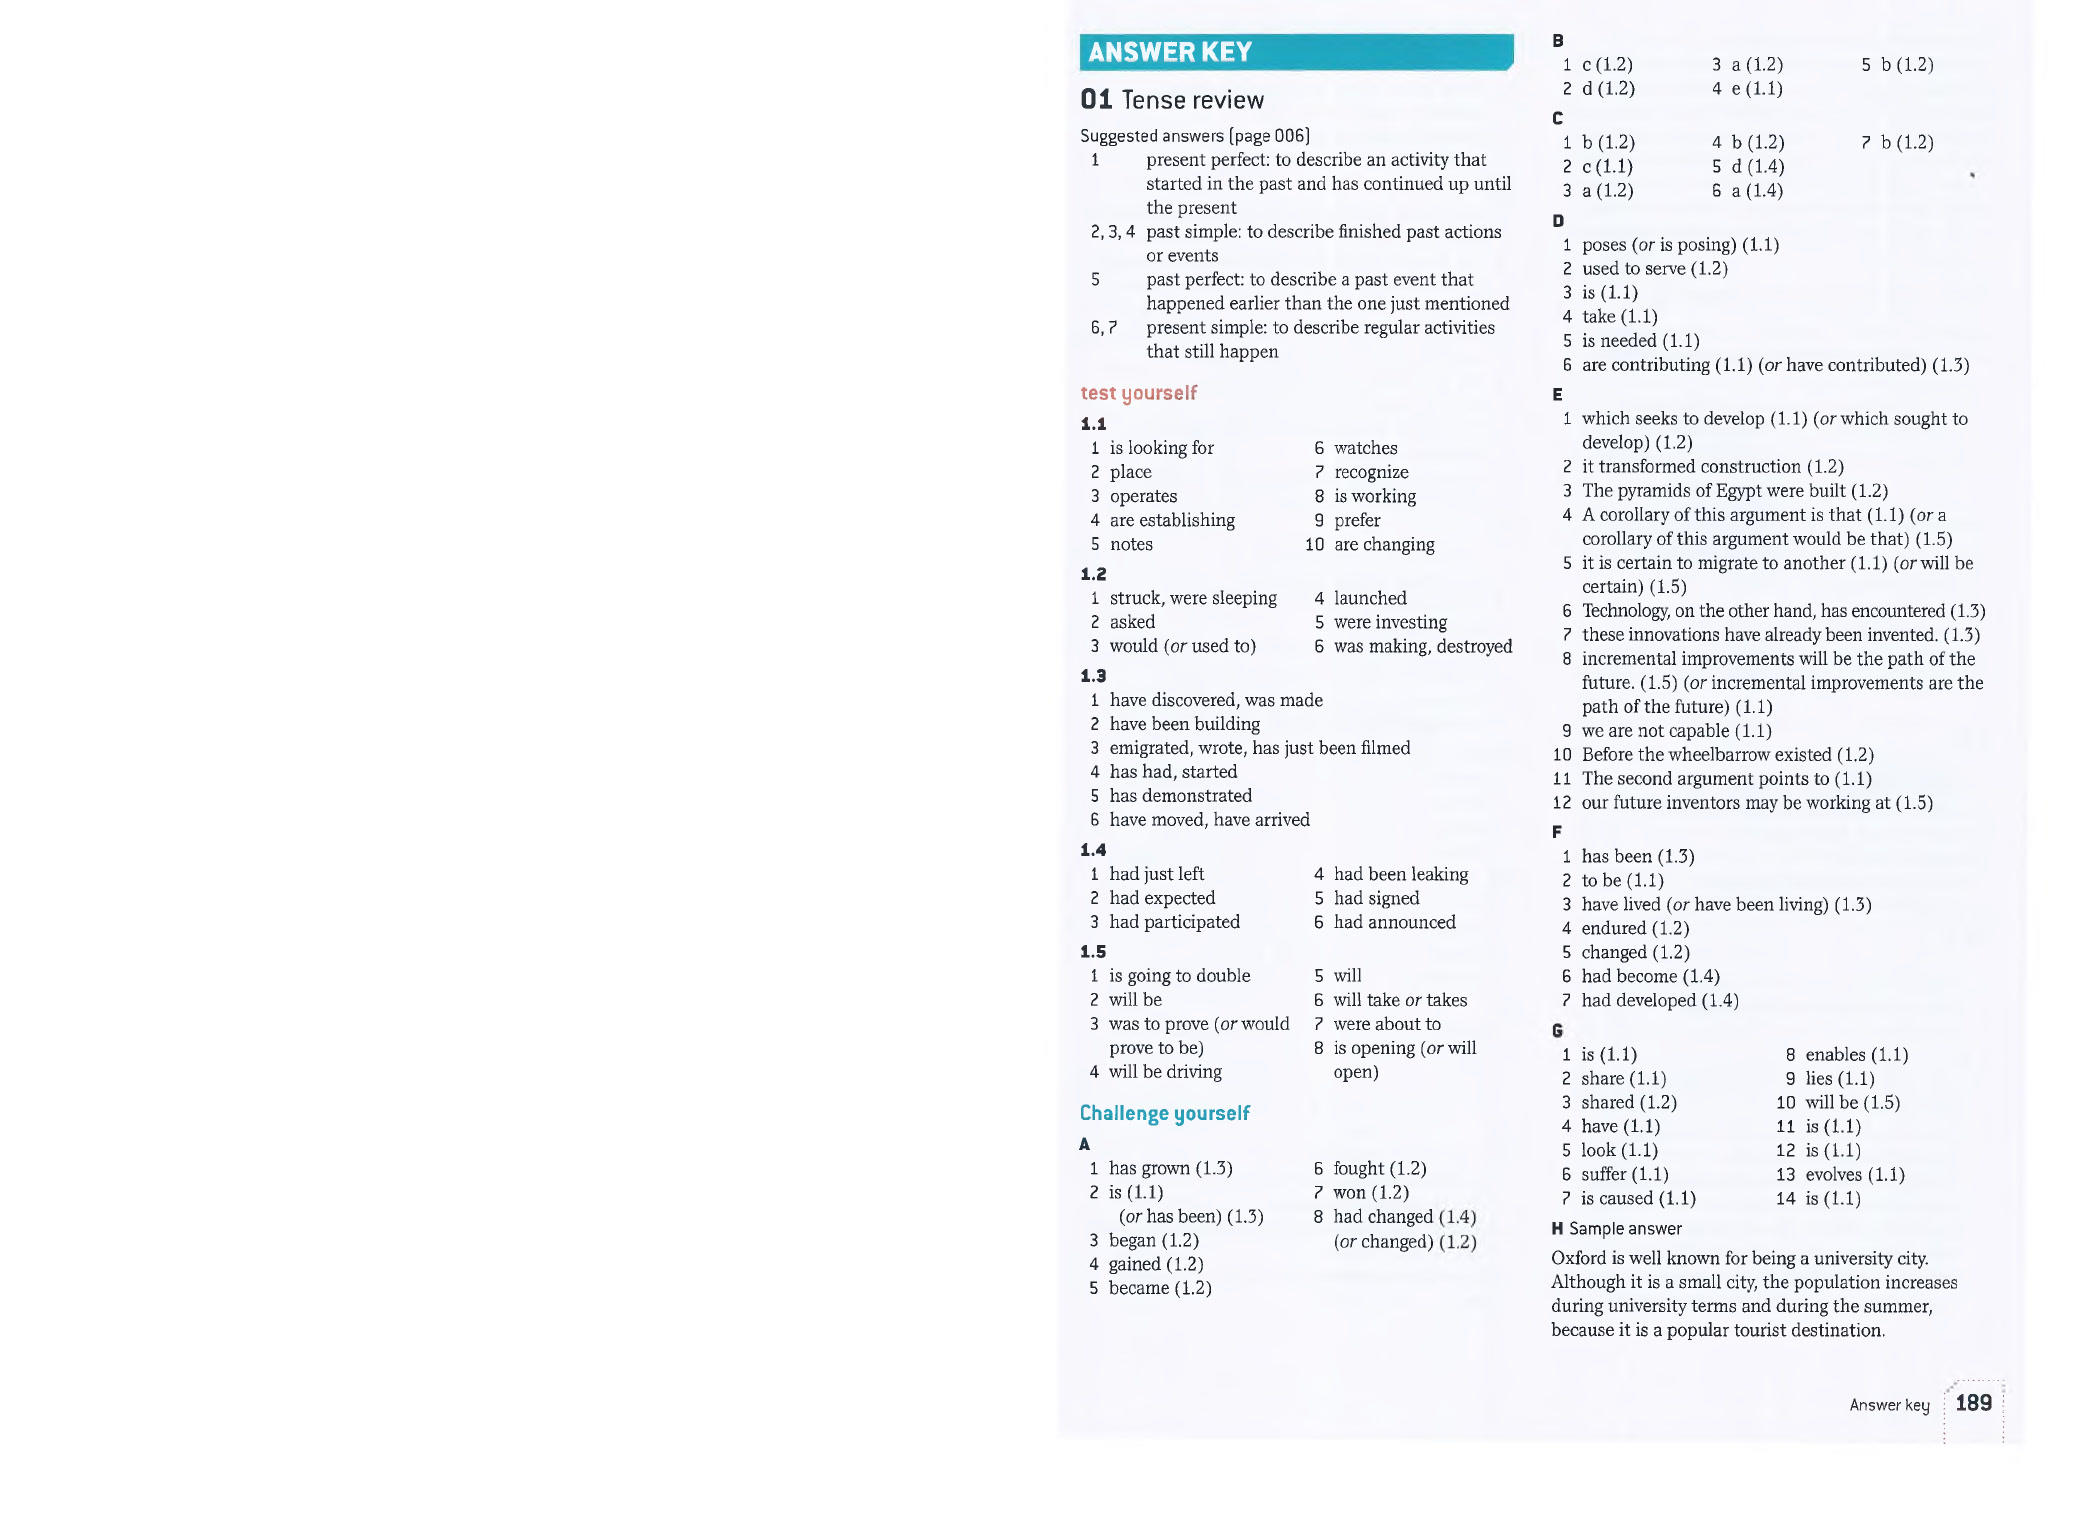 ANSWER KEY
01 Tense review
Suggested answers (page 006)
1 present perfect: to describe an activity that
started in the past and has continued up until
the present
2, 3, 4 past simple: to describe finished past actions
or events
5 past perfect: to describe a past event that
happened earlier than the one just mentioned
6, 7 present simple: to describe regular activities
that still happen
test yourself
1.1
1 is looking for
2 place
3 operates
4 are establishing
5 notes
6 watches
7 recognize
8 is working
9 prefer
10 are changing
1.2
1 struck, were sleeping
2 asked
3 would (or used to)
4 launched
5 were investing
6 was making, destroyed
1.3
1 have discovered, was made
2 have been building
3 emigrated, wrote, has just been filmed
4 has had, started
5 has demonstrated
6 have moved, have arrived
1.4
1 had just left
2 had expected
3 had participated
4 had been leaking
5 had signed
6 had announced
1.5
1 is going to double
2 will be
3 was to prove (or would
prove to be)
4 will be driving
5 will
6 will take or takes
7 were about to
8 is opening (or will
open)
Challenge yourself
A
1 has grown (1.3)
2 is (1.1)
(or has been) (1.3)
3 began (1.2)
4 gained (1.2)
5 became (1.2)
6 fought (1.2)
7 won (1.2)
8 had changed (1.4)
(or changed) (1.2)
B
1 c (1.2)
2 d (1.2)
3 a (1.2)
4 e (1.1)
5 b (1.2)
C
1 b (1.2)
2 c (1.1)
3 a (1.2)
4 b (1.2)
5 d (1.4)
6 a (1.4)
7 b (1.2)
D
1 poses (or is posing) (1.1)
2 used to serve (1.2)
3 is (1.1)
4 take (1.1)
5 is needed (1.1)
6 are contributing (1.1) (or have contributed) (1.3)
E
1 which seeks to develop (1.1) (or which sought to
develop) (1.2)
2 it transformed construction (1.2)
3 The pyramids of Egypt were built (1.2)
4 A corollary of this argument is that (1.1) (or a
corollary of this argument would be that) (1.5)
5 it is certain to migrate to another (1.1) (or will be
certain) (1.5)
6 Technology, on the other hand, has encountered (1.3)
7 these innovations have already been invented. (1.3)
8 incremental improvements will be the path of the
future. (1.5) (or incremental improvements are the
path of the future) (1.1)
9 we are not capable (1.1)
10 Before the wheelbarrow existed (1.2)
11 The second argument points to (1.1)
12 our future inventors may be working at (1.5)
F
1 has been (1.3)
2 to be (1.1)
3 have lived (or have been living) (1.3)
4 endured (1.2)
5 changed (1.2)
6 had become (1.4)
7 had developed (1.4)
G
1 is (1.1)
2 share (1.1)
3 shared (1.2)
4 have (1.1)
5 look (1.1)
6 suffer (1.1)
7 is caused (1.1)
8 enables (1.1)
9 lies (1.1)
10 will be (1.5)
11 is (1.1)
12 is (1.1)
13 evolves (1.1)
14 is (1.1)
H Sample answer
Oxford is well known for being a university city.
Although it is a small city, the population increases
during university terms and during the summer,
because it is a popular tourist destination.
Answer key 189